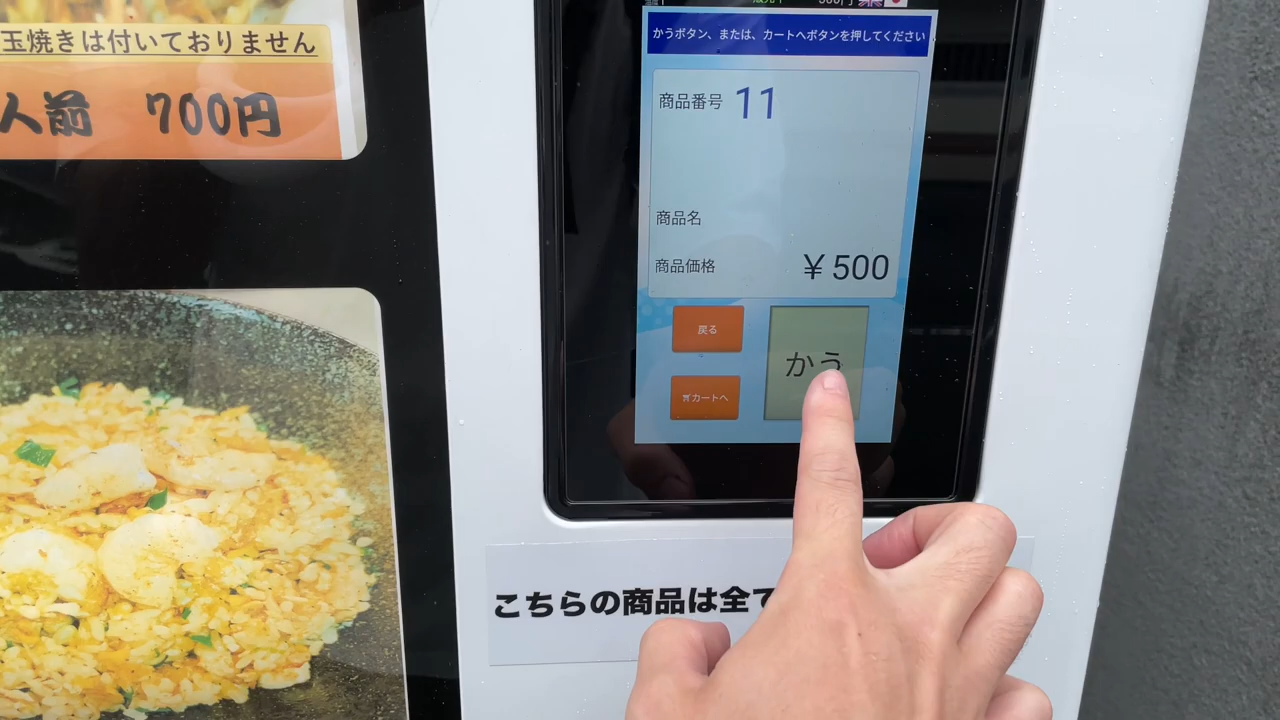 玉焼きは付いておりません
人前 700円
かうボタン、または、カートへボタンを押してください
商品番号 11
商品名
商品価格 ￥500
戻る
かう
カートへ
こちらの商品は全て